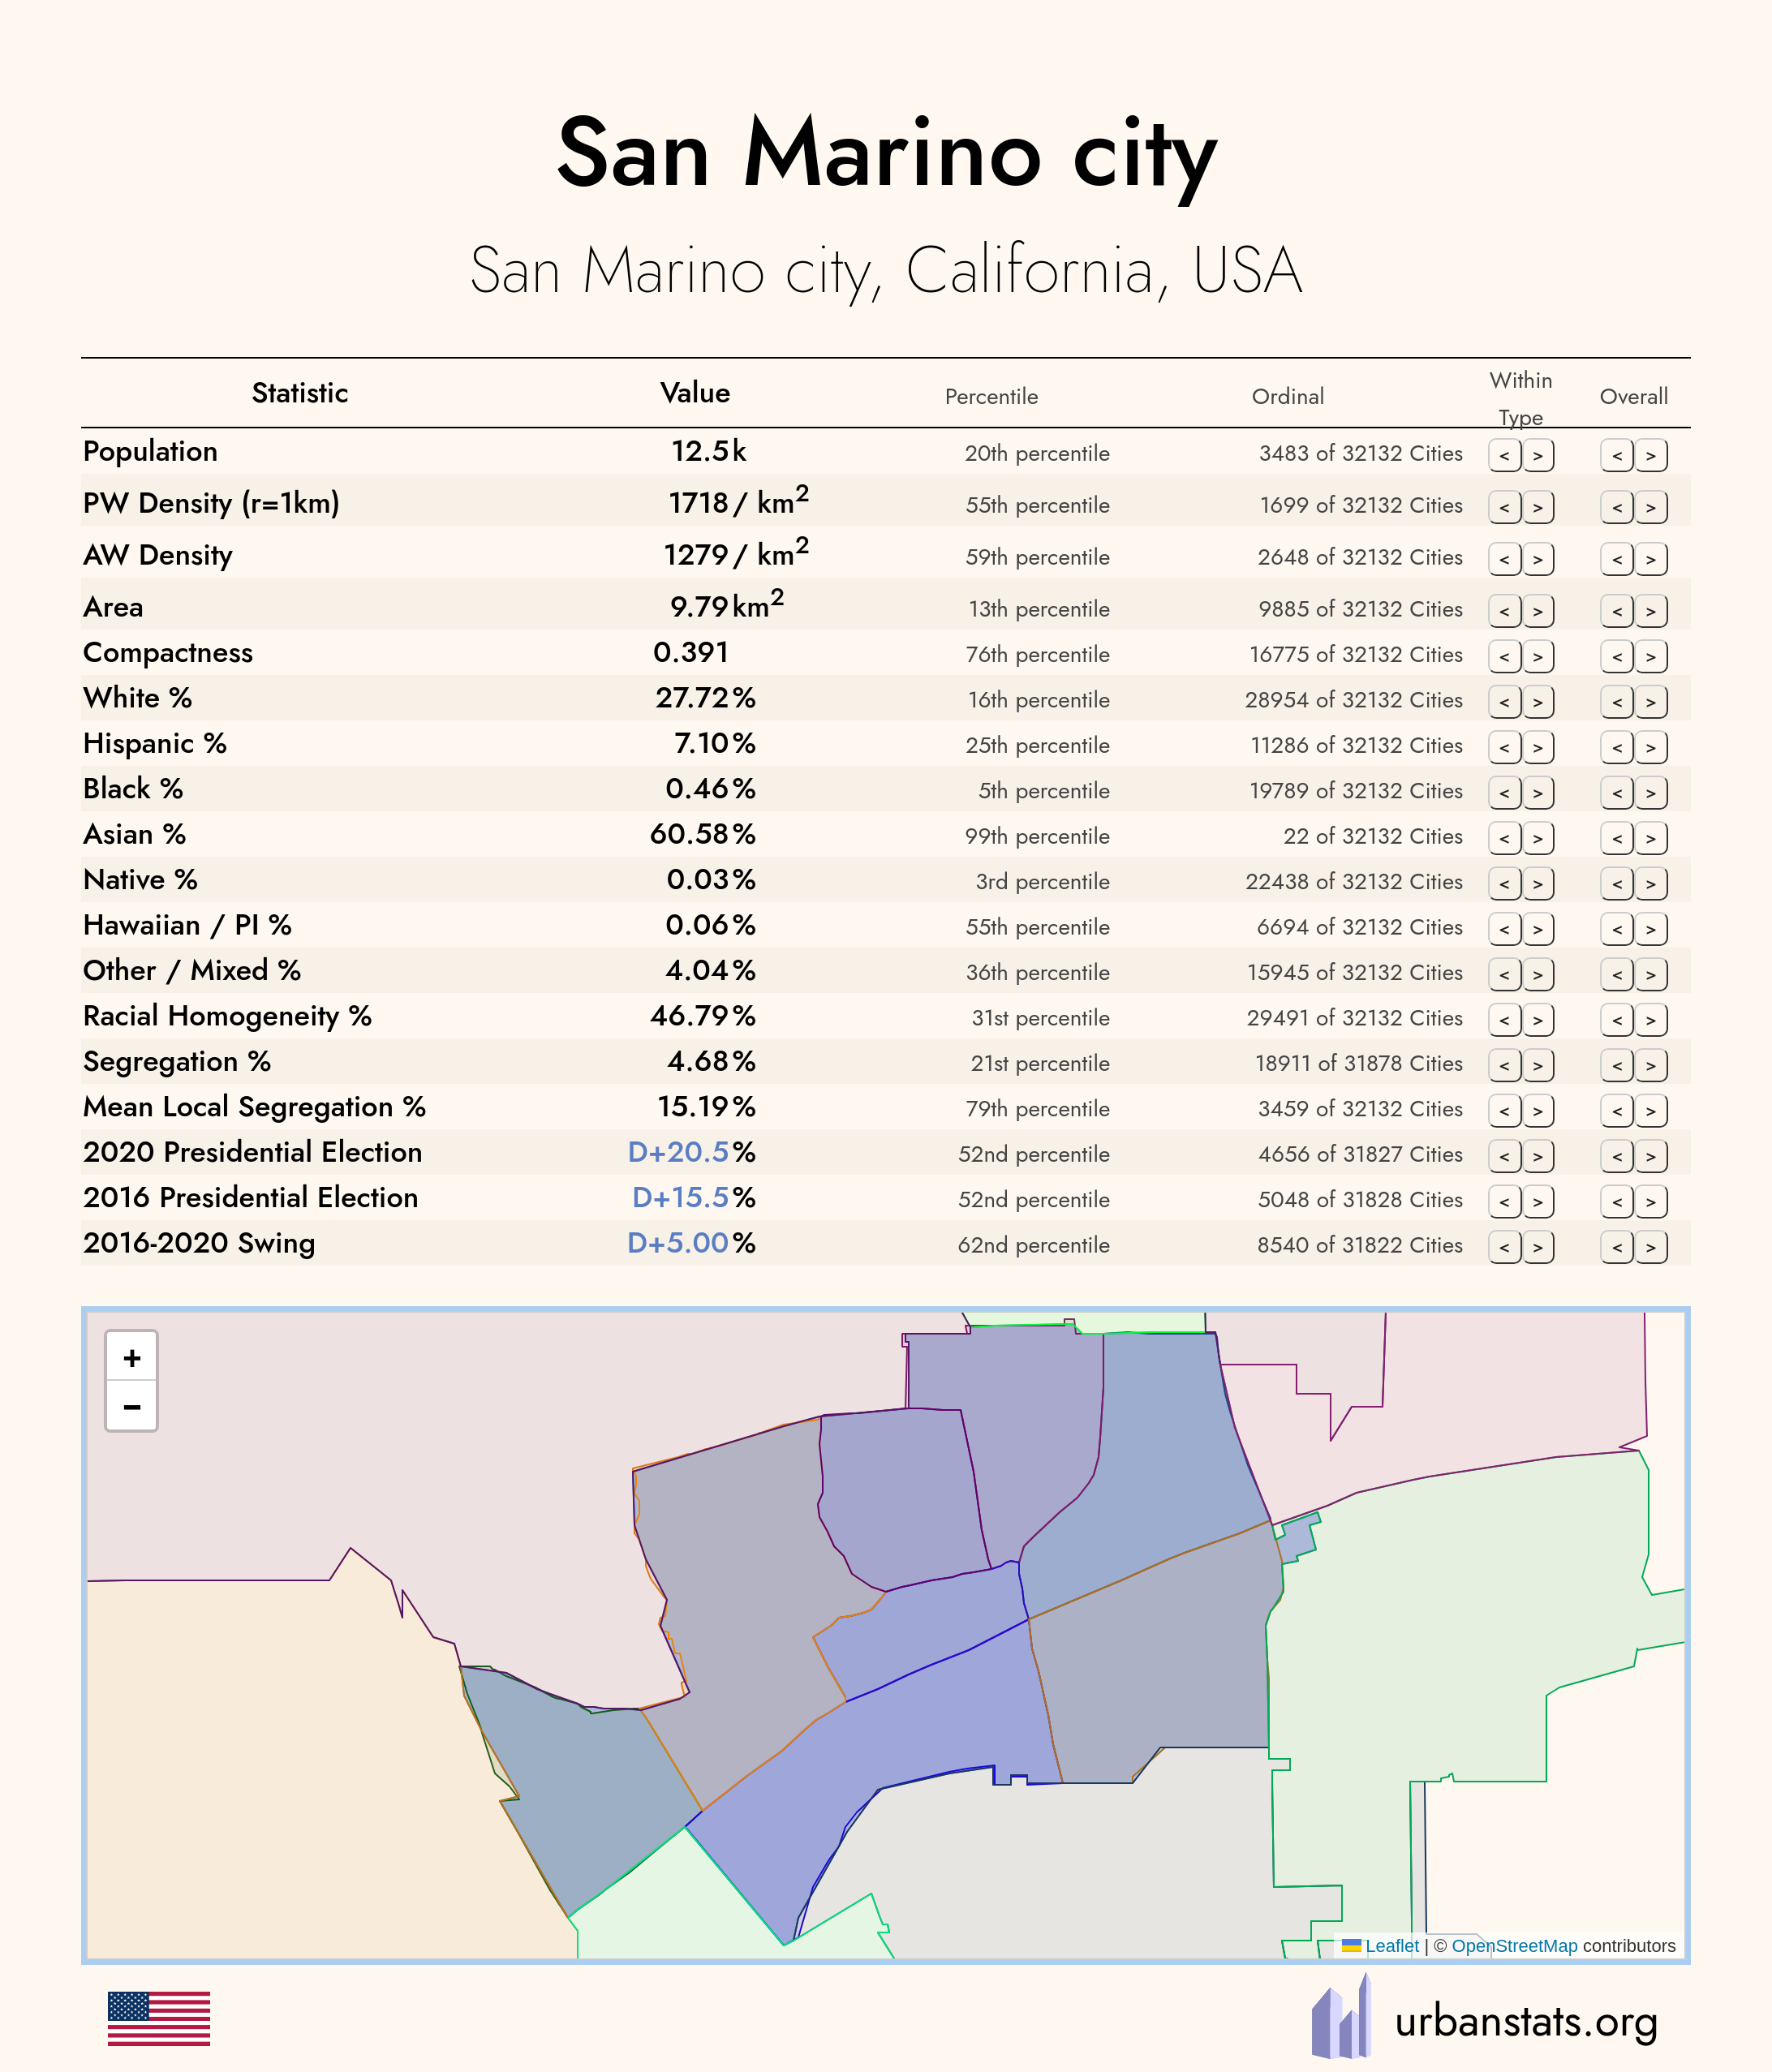 San Marino city
San Marino city, California, USA
Statistic Value Percentile Ordinal Within Type Overall
Population 12.5k 20th percentile 3483 of 32132 Cities < > < >
PW Density (r=1km) 1718/ km² 55th percentile 1699 of 32132 Cities < > < >
AW Density 1279/ km² 59th percentile 2648 of 32132 Cities < > < >
Area 9.79km² 13th percentile 9885 of 32132 Cities < > < >
Compactness 0.391 76th percentile 16775 of 32132 Cities < > < >
White % 27.72% 16th percentile 28954 of 32132 Cities < > < >
Hispanic % 7.10% 25th percentile 11286 of 32132 Cities < > < >
Black % 0.46% 5th percentile 19789 of 32132 Cities < > < >
Asian % 60.58% 99th percentile 22 of 32132 Cities < > < >
Native % 0.03% 3rd percentile 22438 of 32132 Cities < > < >
Hawaiian / PI % 0.06% 55th percentile 6694 of 32132 Cities < > < >
Other / Mixed % 4.04% 36th percentile 15945 of 32132 Cities < > < >
Racial Homogeneity % 46.79% 31st percentile 29491 of 32132 Cities < > < >
Segregation % 4.68% 21st percentile 18911 of 31878 Cities < > < >
Mean Local Segregation % 15.19% 79th percentile 3459 of 32132 Cities < > < >
2020 Presidential Election D+20.5% 52nd percentile 4656 of 31827 Cities < > < >
2016 Presidential Election D+15.5% 52nd percentile 5048 of 31828 Cities < > < >
2016-2020 Swing D+5.00% 62nd percentile 8540 of 31822 Cities < > < >
+
−
Leaflet | © OpenStreetMap contributors
urbanstats.org